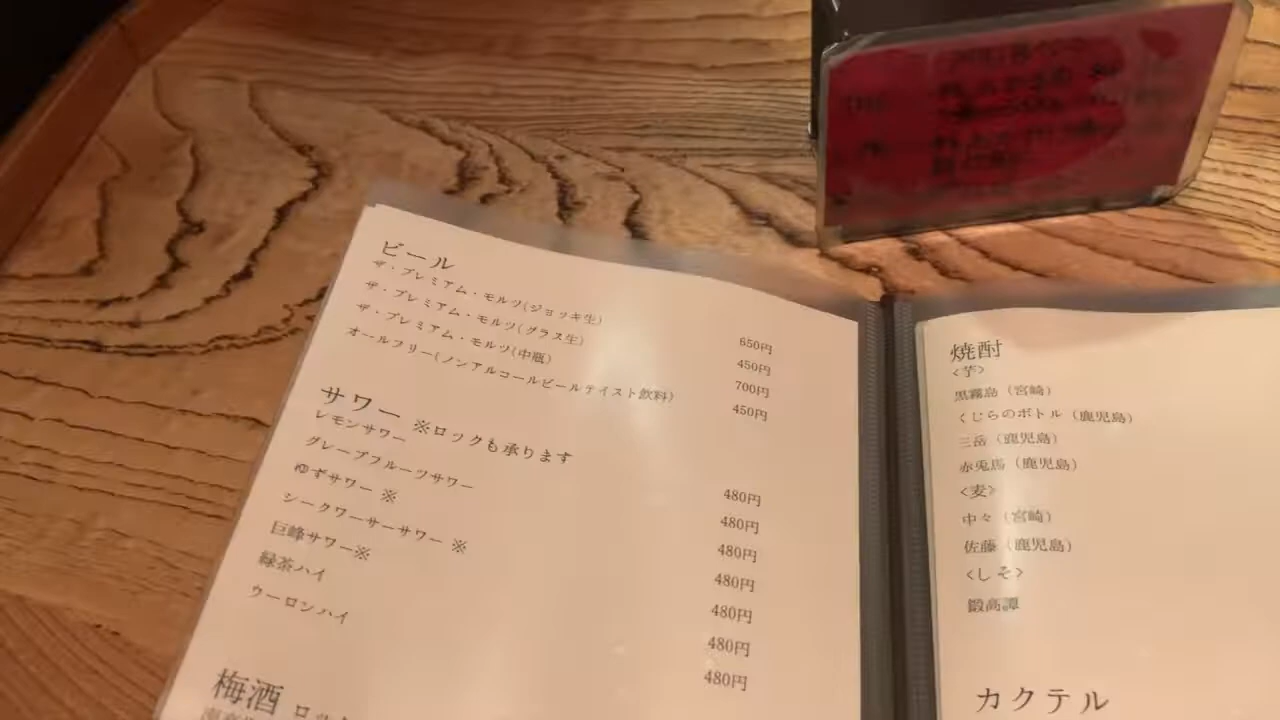 ビール
ザ・プレミアム・モルツ(ジョッキ生) 650円
ザ・プレミアム・モルツ(グラス生) 450円
ザ・プレミアム・モルツ(中瓶) 700円
オールフリー(ノンアルコールビールテイスト飲料) 450円
サワー ※ロックも承ります
レモンサワー 480円
グレープフルーツサワー 480円
ゆずサワー ※ 480円
シークワーサーサワー ※ 480円
巨峰サワー※ 480円
緑茶ハイ 480円
ウーロンハイ 480円
梅酒
焼酎
<芋>
黒霧島（宮崎）
くじらのボトル（鹿児島）
三岳（鹿児島）
赤兎馬（鹿児島）
<麦>
中々（宮崎）
佐藤（鹿児島）
<しそ>
鍛高譚
カクテル